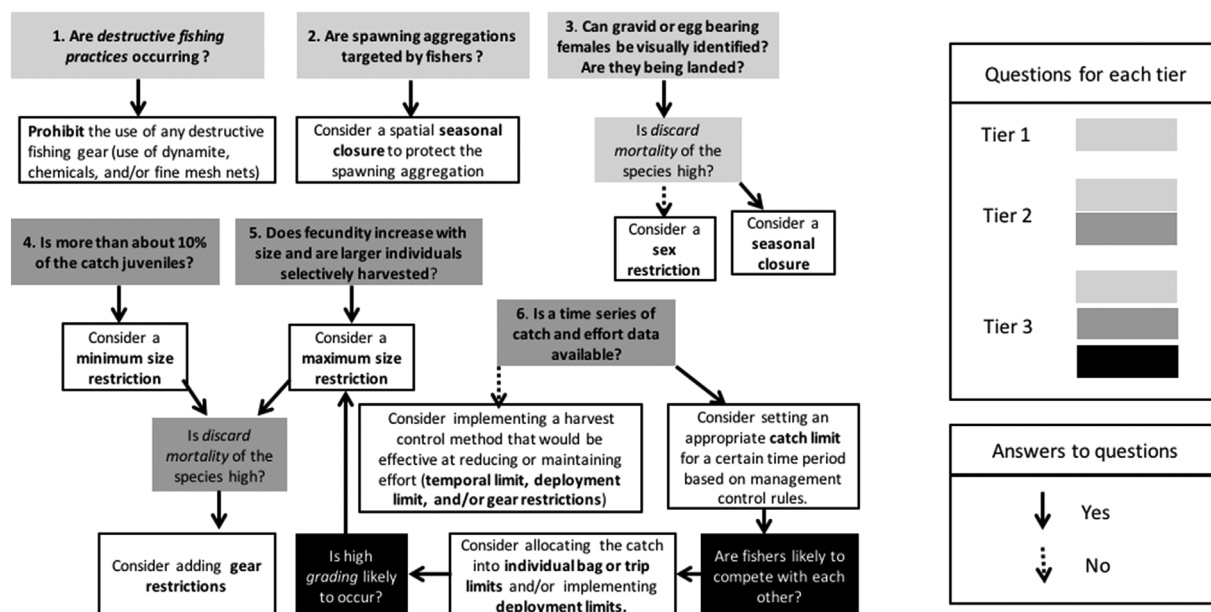 1. Are destructive fishing
practices occurring ?
2. Are spawning aggregations
targeted by fishers ?
3. Can gravid or egg bearing
females be visually identified?
Are they being landed?
Prohibit the use of any destructive
fishing gear (use of dynamite,
chemicals, and/or fine mesh nets)
Consider a spatial seasonal
closure to protect the
spawning aggregation
Is discard
mortality of the
species high?
Consider a
sex
restriction
Consider a
seasonal
closure
4. Is more than about 10%
of the catch juveniles?
5. Does fecundity increase with
size and are larger individuals
selectively harvested?
Consider a
minimum size
restriction
Consider a
maximum size
restriction
6. Is a time series of
catch and effort data
available?
Is discard
mortality of the
species high?
Consider implementing a harvest
control method that would be
effective at reducing or maintaining
effort (temporal limit, deployment
limit, and/or gear restrictions)
Consider setting an
appropriate catch limit
for a certain time period
based on management
control rules.
Consider adding gear
restrictions
Is high
grading likely
to occur?
Consider allocating the catch
into individual bag or trip
limits and/or implementing
deployment limits.
Are fishers likely to
compete with each
other?
Questions for each tier
Tier 1
Tier 2
Tier 3
Answers to questions
Yes
No